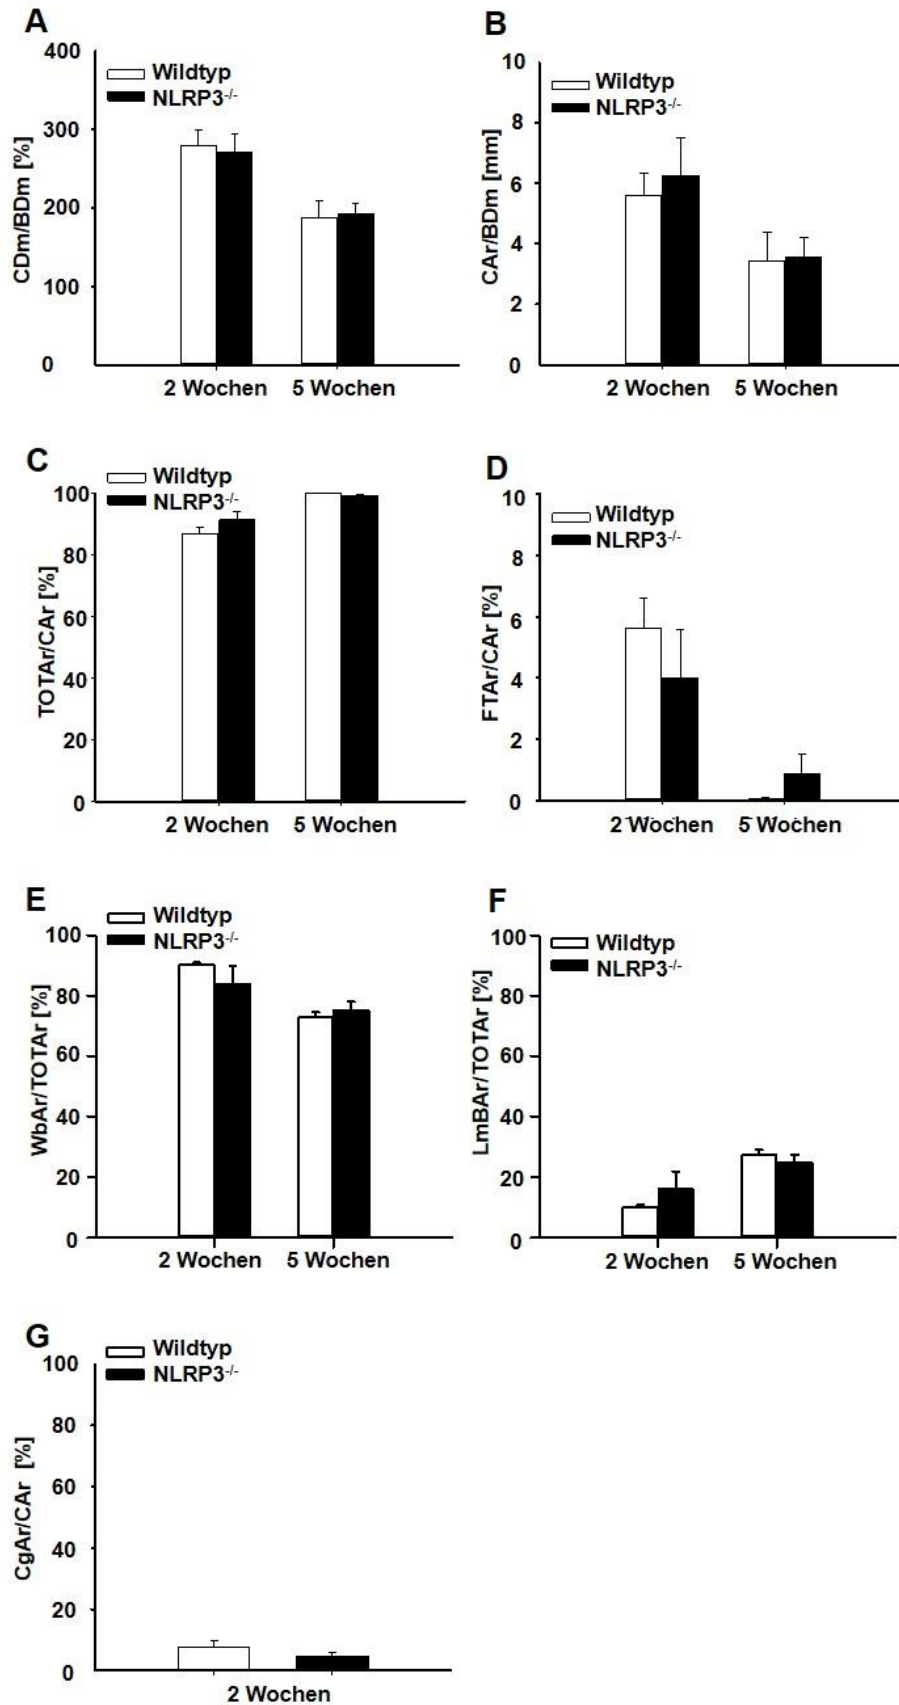 A
400
300
200
100
0
CDm/BDm [%]
Wildtyp
NLRP3-/-
2 Wochen 5 Wochen
B
10
8
6
4
2
0
CAr/BDm [mm]
Wildtyp
NLRP3-/-
2 Wochen 5 Wochen
C
100
80
60
40
20
0
TOTAr/CAr [%]
Wildtyp
NLRP3-/-
2 Wochen 5 Wochen
D
10
8
6
4
2
0
FTAr/CAr [%]
Wildtyp
NLRP3-/-
2 Wochen 5 Wochen
E
100
80
60
40
20
0
WbAr/TOTAr [%]
Wildtyp
NLRP3-/-
2 Wochen 5 Wochen
F
100
80
60
40
20
0
LmBAr/TOTAr [%]
Wildtyp
NLRP3-/-
2 Wochen 5 Wochen
G
100
80
60
40
20
0
CgAr/CAr [%]
Wildtyp
NLRP3-/-
2 Wochen